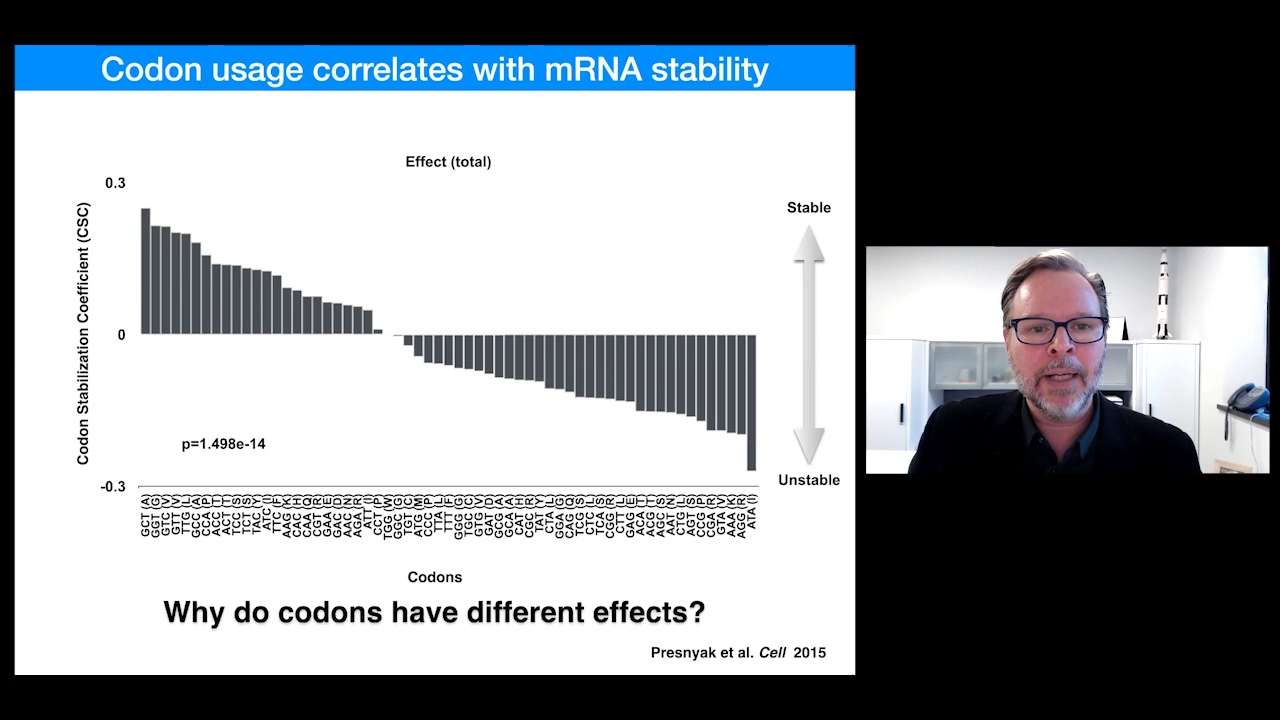 Codon usage correlates with mRNA stability
Effect (total)
0.3
0
-0.3
Codon Stabilization Coefficient (CSC)
p=1.498e-14
Stable
Unstable
GCT (A)
GGT (G)
GTC (V)
GTT (V)
TTG (L)
GCC (A)
CCA (P)
ACC (T)
ACT (T)
TCC (S)
TCT (S)
TAC (Y)
ATC (I)
TTC (F)
AAG (K)
CAC (H)
CAA (Q)
CGT (R)
GAA (E)
GAC (D)
AAC (N)
AGA (R)
ATT (I)
CCT (P)
TGG (W)
GGC (G)
TGT (C)
ATG (M)
CCC (P)
TTA (L)
TTT (F)
GGG (G)
TGC (C)
GTG (V)
GAT (D)
GCG (A)
GCA (A)
CAT (H)
CGC (R)
TAT (Y)
CTA (L)
GGA (G)
CAG (Q)
TCG (S)
CTC (L)
TCA (S)
CGG (R)
CTT (L)
GAG (E)
ACA (T)
ACG (T)
AGC (S)
AAT (N)
CTG (L)
AGT (S)
CCG (P)
CGA (R)
GTA (V)
AAA (K)
AGG (R)
ATA (I)
Codons
Why do codons have different effects?
Presnyak et al. Cell 2015